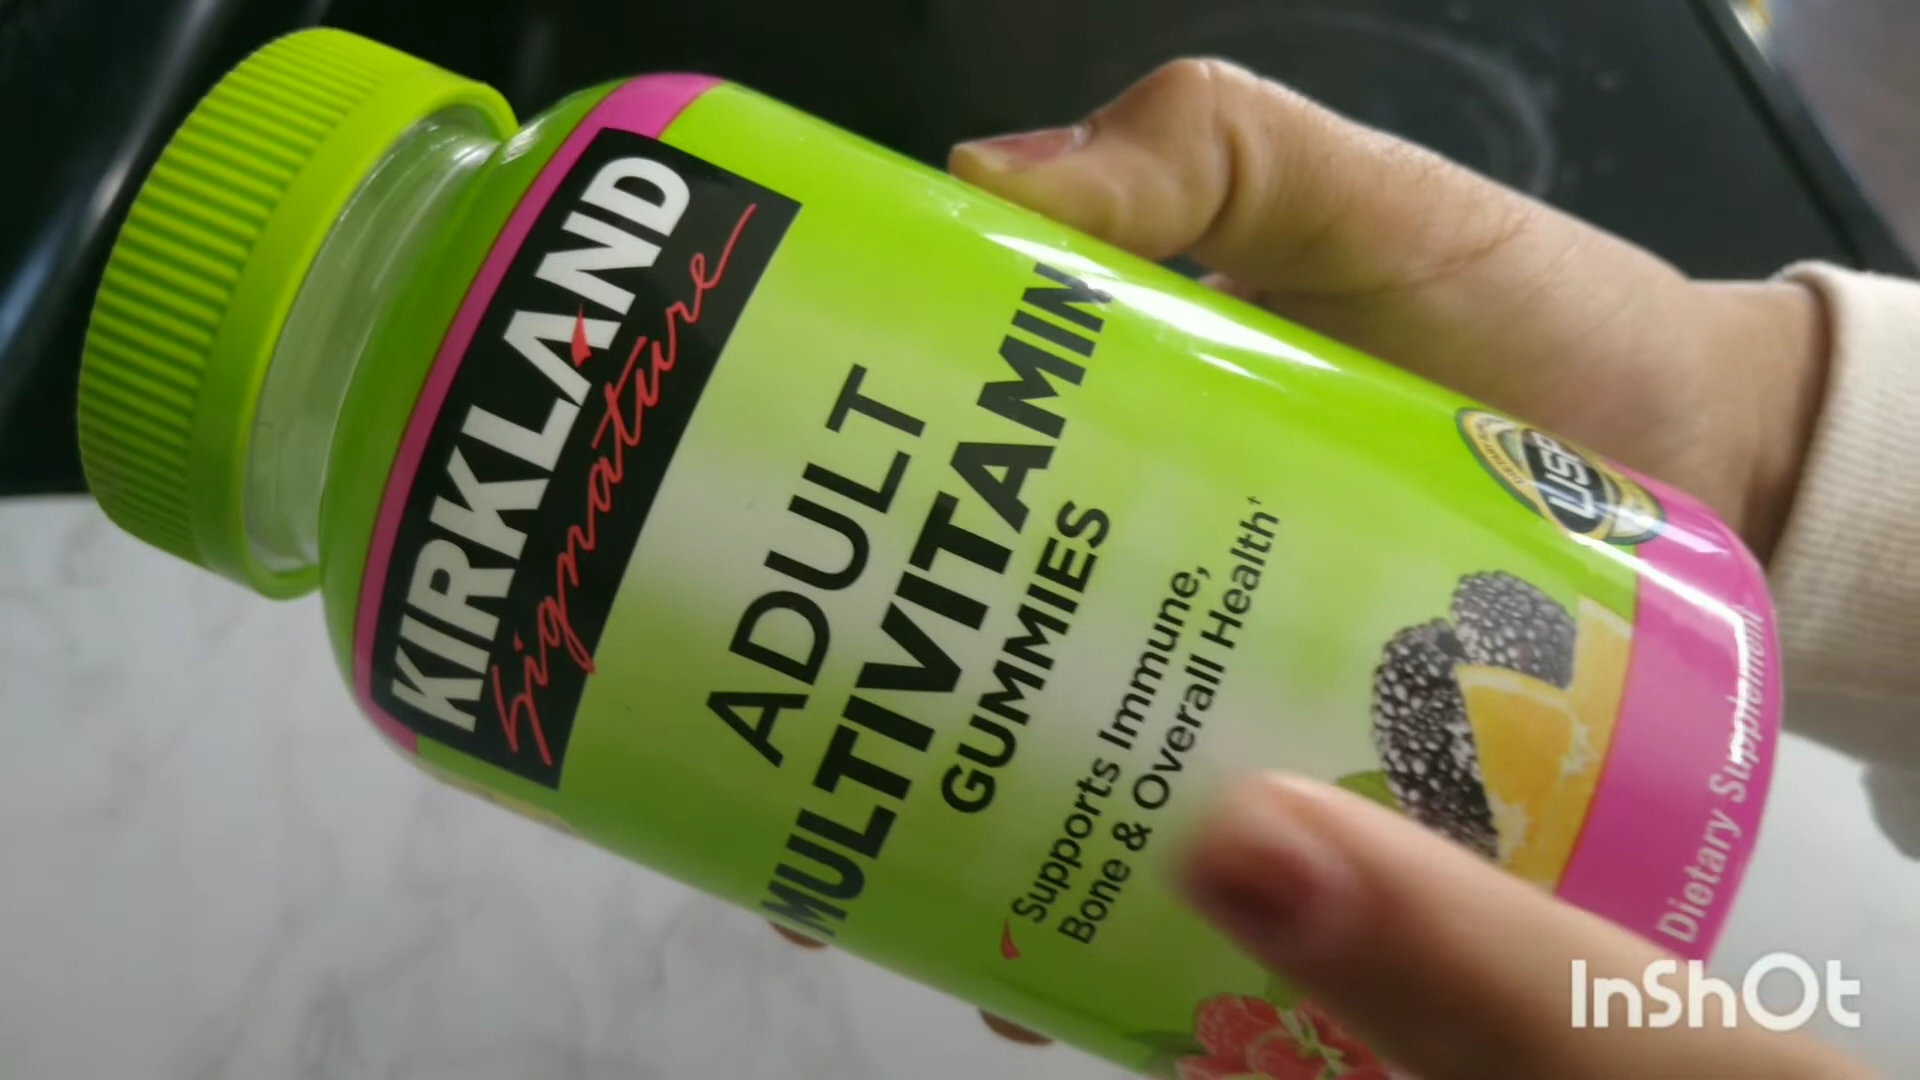 KIRKLAND
Signature
ADULT
MULTIVITAMIN
GUMMIES
Supports Immune,
Bone & Overall Health†
USP
Dietary Supplement
InShOt